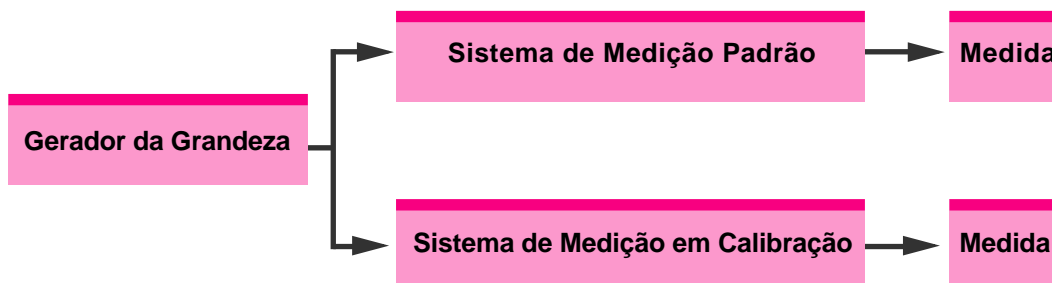 Sistema de Medição Padrão
Medida
Gerador da Grandeza
Sistema de Medição em Calibração
Medida